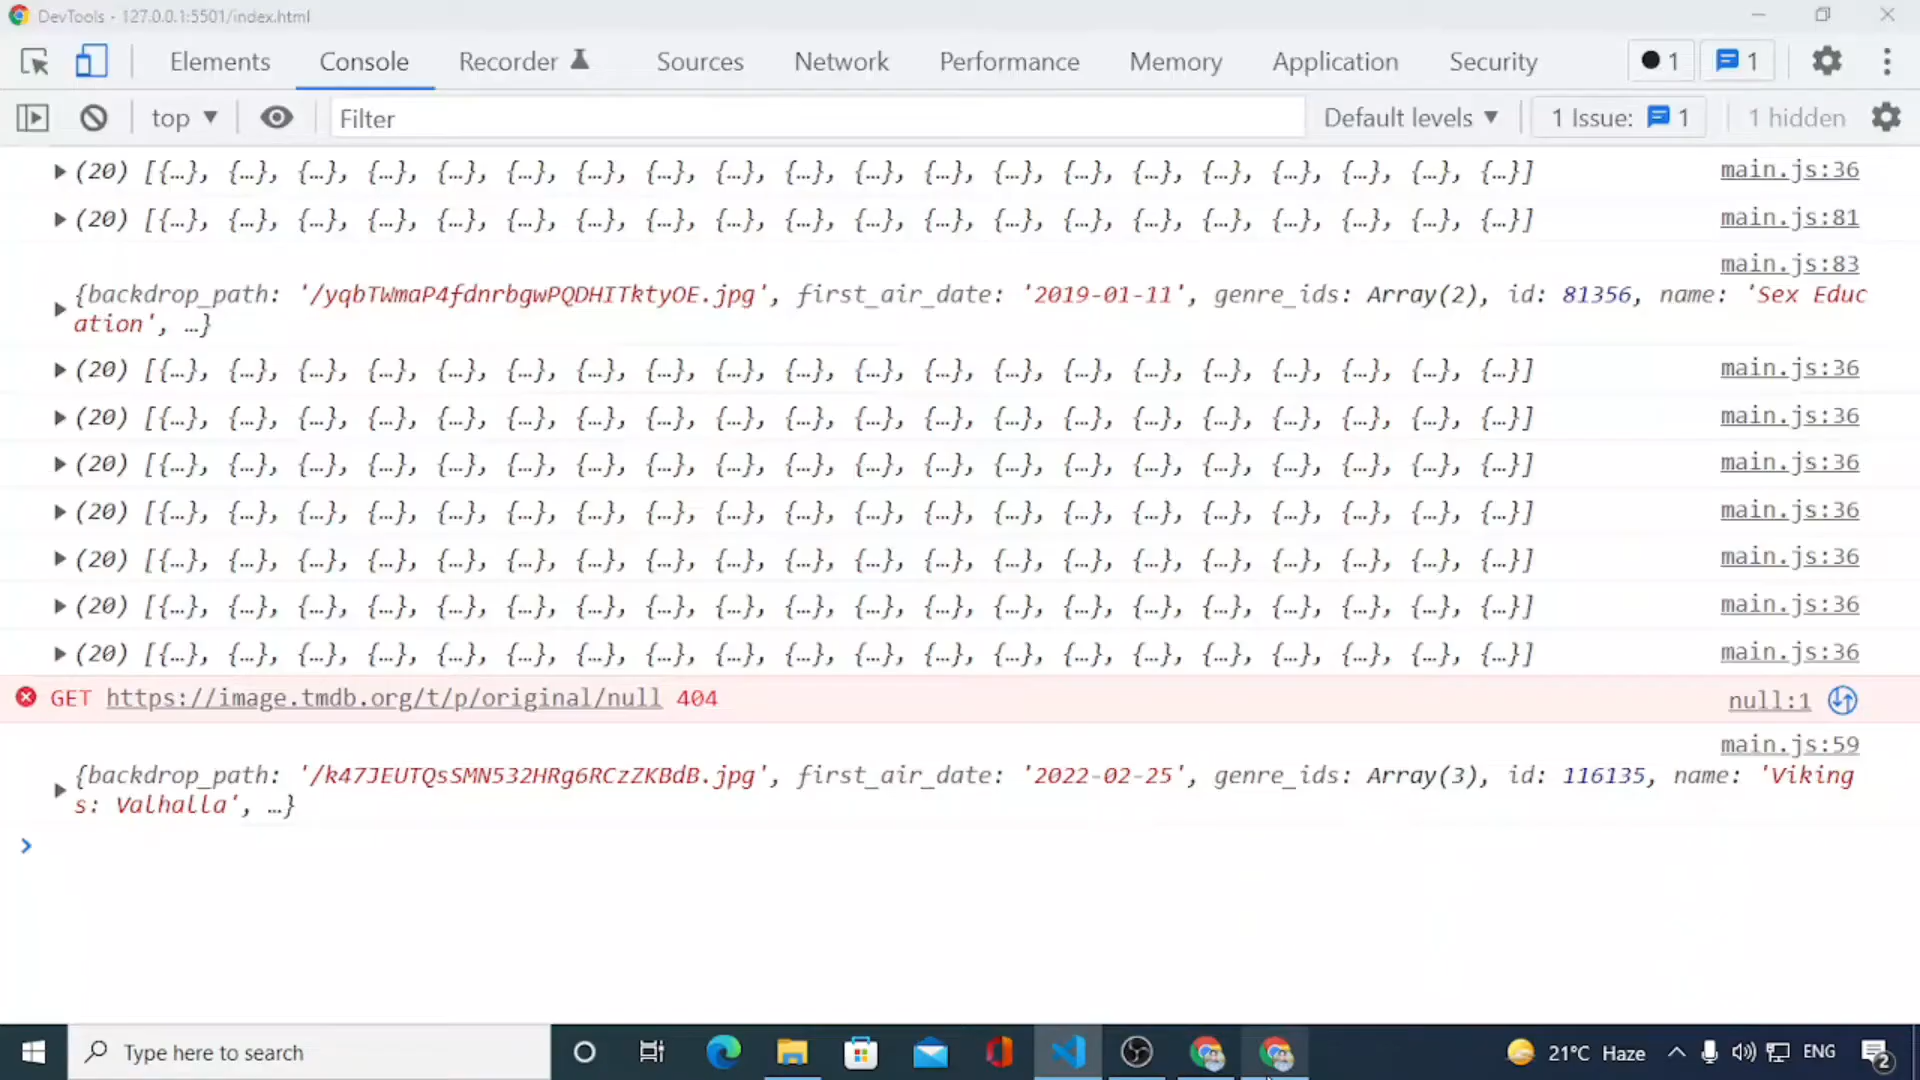 DevTools - 127.0.0.1:5501/index.html
Elements Console Recorder Sources Network Performance Memory Application Security 1 1
top Filter Default levels 1 Issue: 1 1 hidden
(20) [{…}, {…}, {…}, {…}, {…}, {…}, {…}, {…}, {…}, {…}, {…}, {…}, {…}, {…}, {…}, {…}, {…}, {…}, {…}, {…}] main.js:36
(20) [{…}, {…}, {…}, {…}, {…}, {…}, {…}, {…}, {…}, {…}, {…}, {…}, {…}, {…}, {…}, {…}, {…}, {…}, {…}, {…}] main.js:81
main.js:83
{backdrop_path: '/yqbTWmaP4fdnrbgwPQDHITktyOE.jpg', first_air_date: '2019-01-11', genre_ids: Array(2), id: 81356, name: 'Sex Educ
ation', …}
(20) [{…}, {…}, {…}, {…}, {…}, {…}, {…}, {…}, {…}, {…}, {…}, {…}, {…}, {…}, {…}, {…}, {…}, {…}, {…}, {…}] main.js:36
(20) [{…}, {…}, {…}, {…}, {…}, {…}, {…}, {…}, {…}, {…}, {…}, {…}, {…}, {…}, {…}, {…}, {…}, {…}, {…}, {…}] main.js:36
(20) [{…}, {…}, {…}, {…}, {…}, {…}, {…}, {…}, {…}, {…}, {…}, {…}, {…}, {…}, {…}, {…}, {…}, {…}, {…}, {…}] main.js:36
(20) [{…}, {…}, {…}, {…}, {…}, {…}, {…}, {…}, {…}, {…}, {…}, {…}, {…}, {…}, {…}, {…}, {…}, {…}, {…}, {…}] main.js:36
(20) [{…}, {…}, {…}, {…}, {…}, {…}, {…}, {…}, {…}, {…}, {…}, {…}, {…}, {…}, {…}, {…}, {…}, {…}, {…}, {…}] main.js:36
(20) [{…}, {…}, {…}, {…}, {…}, {…}, {…}, {…}, {…}, {…}, {…}, {…}, {…}, {…}, {…}, {…}, {…}, {…}, {…}, {…}] main.js:36
(20) [{…}, {…}, {…}, {…}, {…}, {…}, {…}, {…}, {…}, {…}, {…}, {…}, {…}, {…}, {…}, {…}, {…}, {…}, {…}, {…}] main.js:36
GET https://image.tmdb.org/t/p/original/null 404 null:1
main.js:59
{backdrop_path: '/k47JEUTQsSMN532HRg6RCzZKBdB.jpg', first_air_date: '2022-02-25', genre_ids: Array(3), id: 116135, name: 'Viking
s: Valhalla', …}
Type here to search 21°C Haze ENG 2